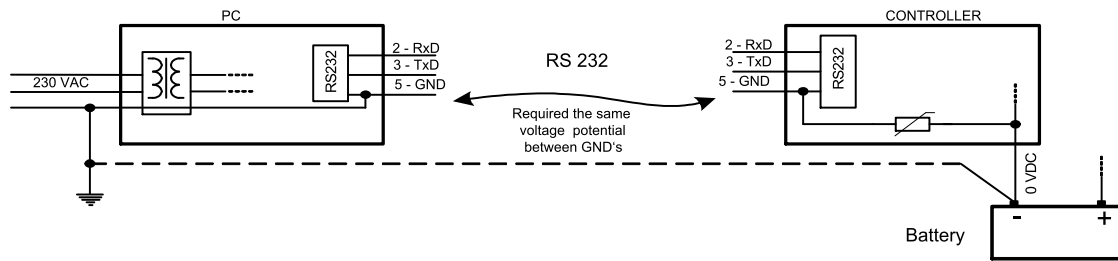 PC
230 VAC
RS232
2 - RxD
3 - TxD
5 - GND
RS 232
Required the same
voltage potential
between GND's
CONTROLLER
2 - RxD
3 - TxD
5 - GND
RS232
0 VDC
Battery
-
+